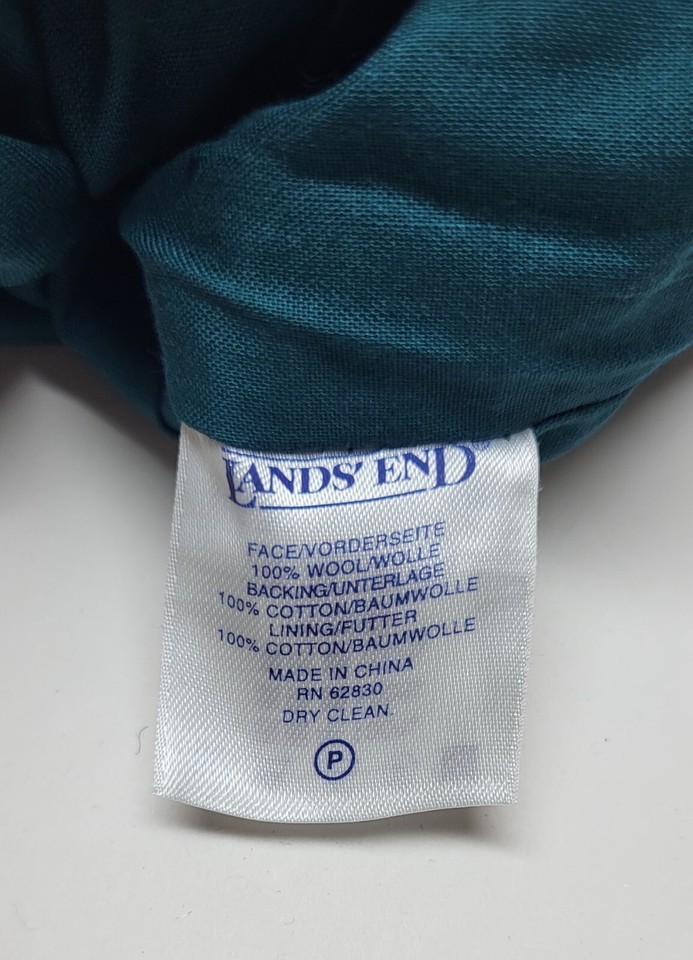 LANDS' END
FACE/VORDERSEITE
100% WOOL/WOLLE
BACKING/UNTERLAGE
100% COTTON/BAUMWOLLE
LINING/FUTTER
100% COTTON/BAUMWOLLE
MADE IN CHINA
RN 62830
DRY CLEAN.
P